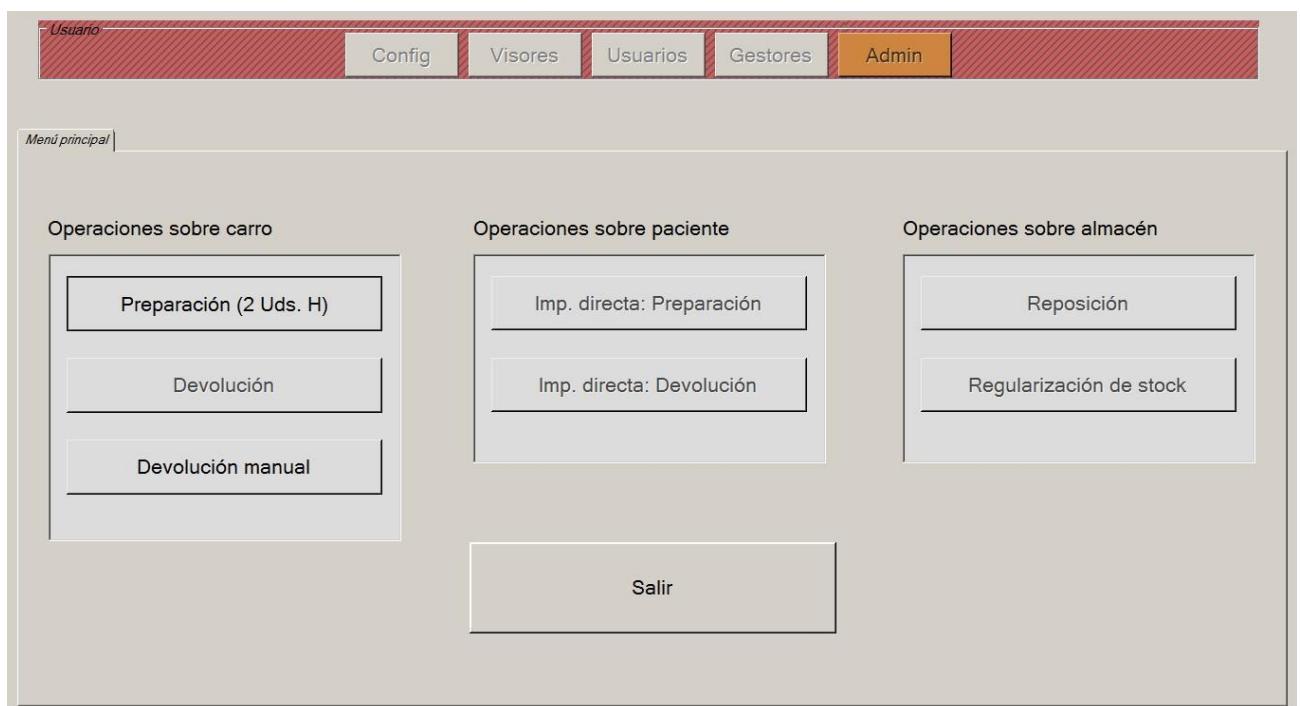 Usuario
Config Visores Usuarios Gestores Admin
Menú principal
Operaciones sobre carro
Preparación (2 Uds. H)
Devolución
Devolución manual
Operaciones sobre paciente
Imp. directa: Preparación
Imp. directa: Devolución
Operaciones sobre almacén
Reposición
Regularización de stock
Salir